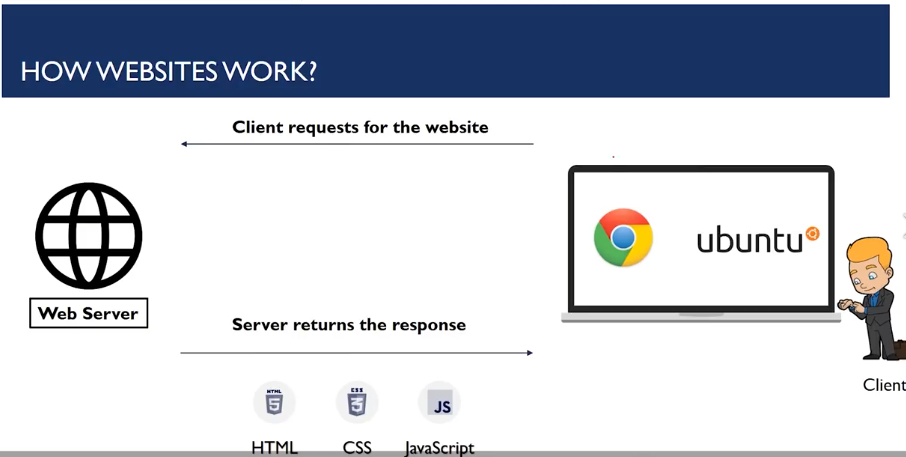 HOW WEBSITES WORK?
Client requests for the website
ubuntu
Web Server
Server returns the response
Client
HTML
5
CSS
3
JS
HTML CSS JavaScript